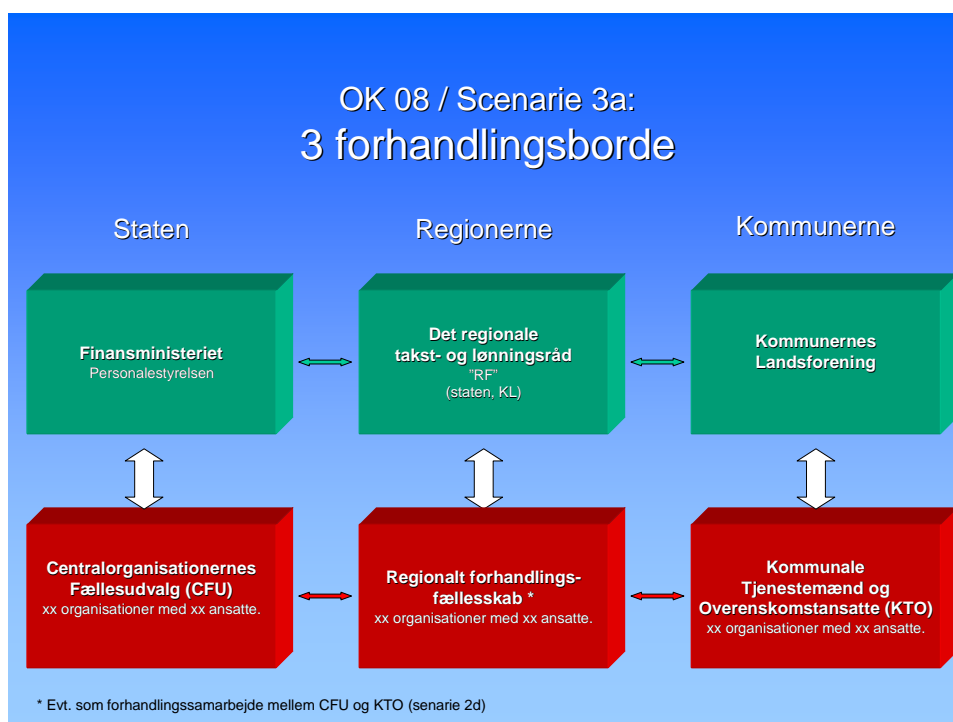 OK 08 / Scenarie 3a:
3 forhandlingsborde
Staten
Regionerne
Kommunerne
Finansministeriet
Personalestyrelsen
Det regionale
takst- og lønningsråd
"RF"
(staten, KL)
Kommunernes
Landsforening
Centralorganisationernes
Fællesudvalg (CFU)
xx organisationer med xx ansatte.
Regionalt forhandlings-
fællesskab *
xx organisationer med xx ansatte.
Kommunale
Tjenestemænd og
Overenskomstansatte (KTO)
xx organisationer med xx ansatte.
* Evt. som forhandlingssamarbejde mellem CFU og KTO (senarie 2d)